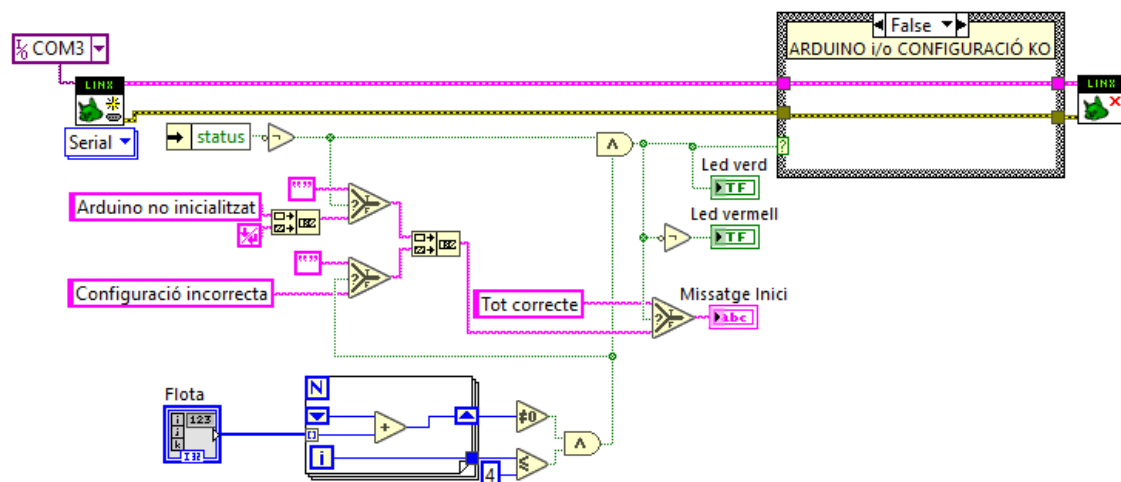 False
COM3
ARDUINO i/o CONFIGURACIÓ KO
LINX
LINX
Serial
status
?
Led verd
TF
Arduino no inicialitzat
""
?
T
F
Led vermell
TF
Configuració incorrecta
""
?
T
F
Tot correcte
?
T
F
Missatge Inici
abc
Flota
N
i
j
k
123
I32
+
≠0
i
4
≤